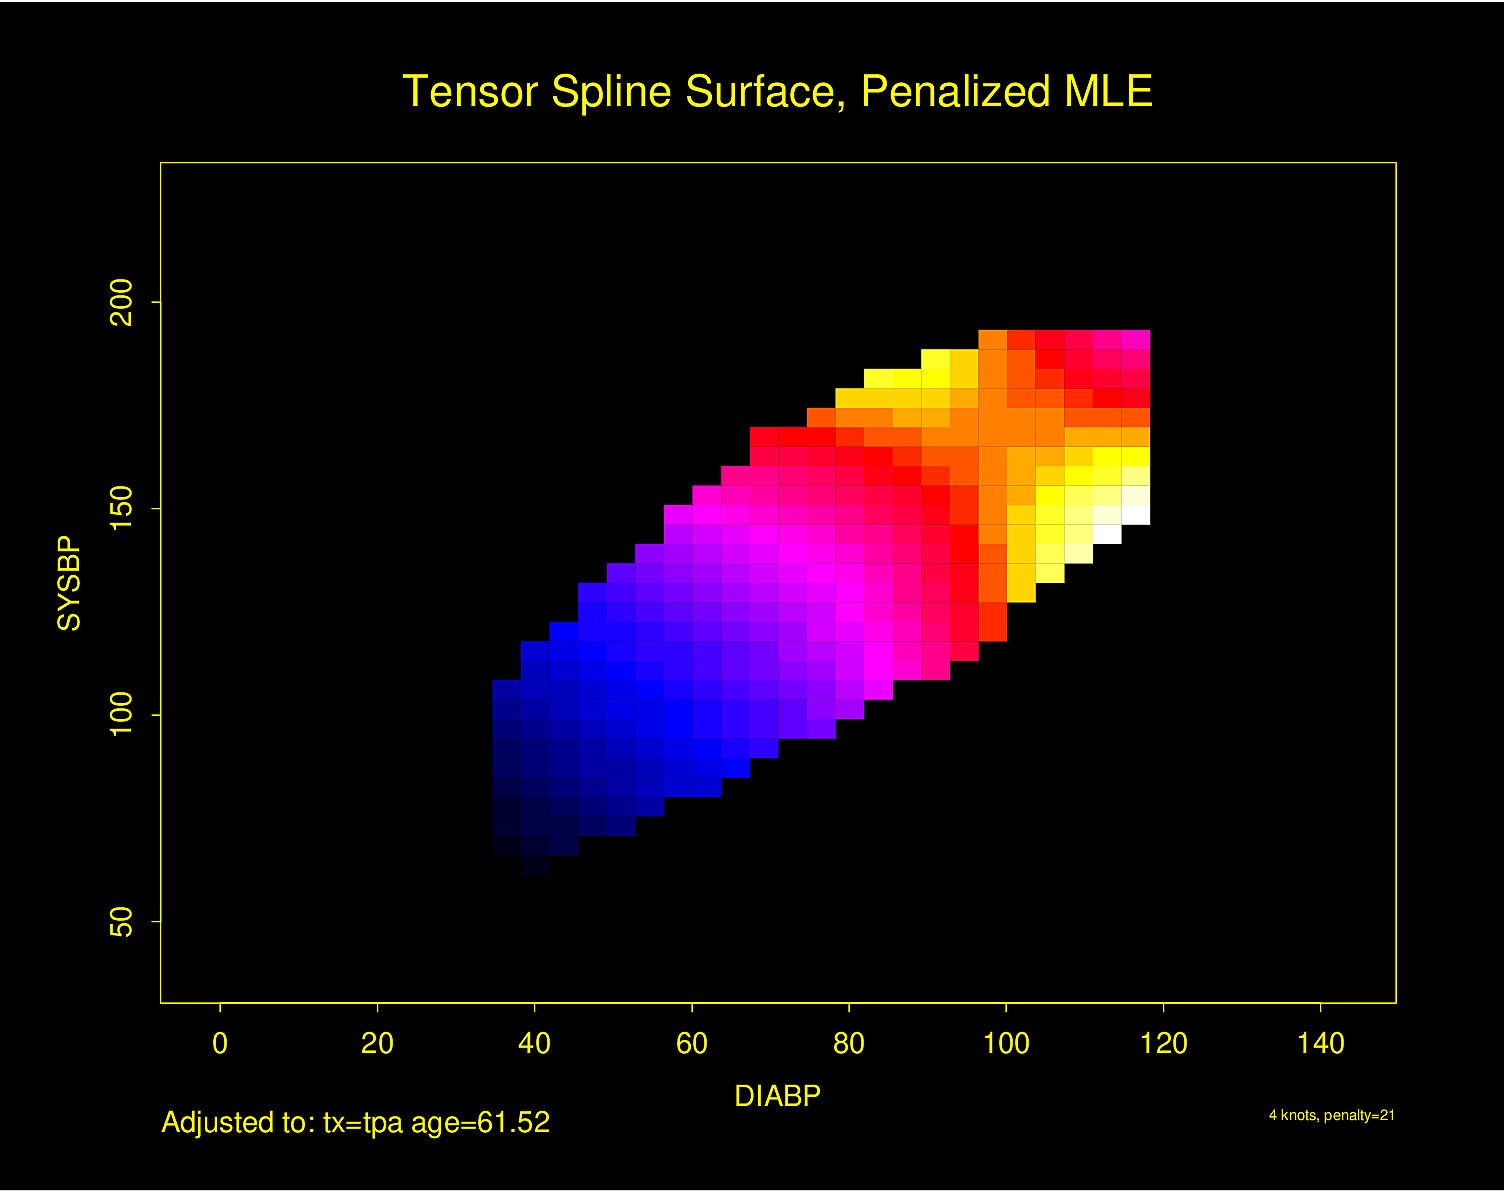 Tensor Spline Surface, Penalized MLE
200
150
100
50
SYSBP
0 20 40 60 80 100 120 140
DIABP
Adjusted to: tx=tpa age=61.52
4 knots, penalty=21